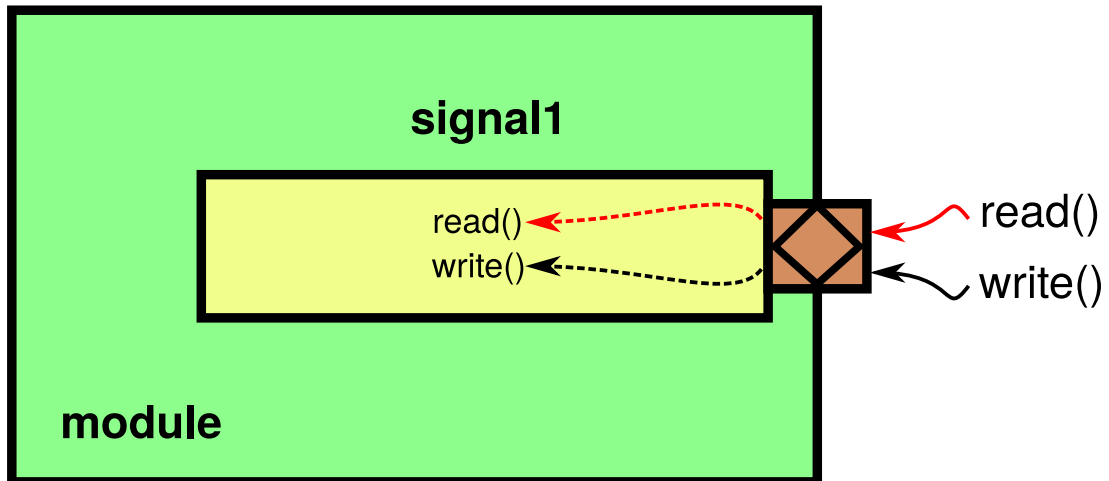 signal1
read()
write()
read()
write()
module